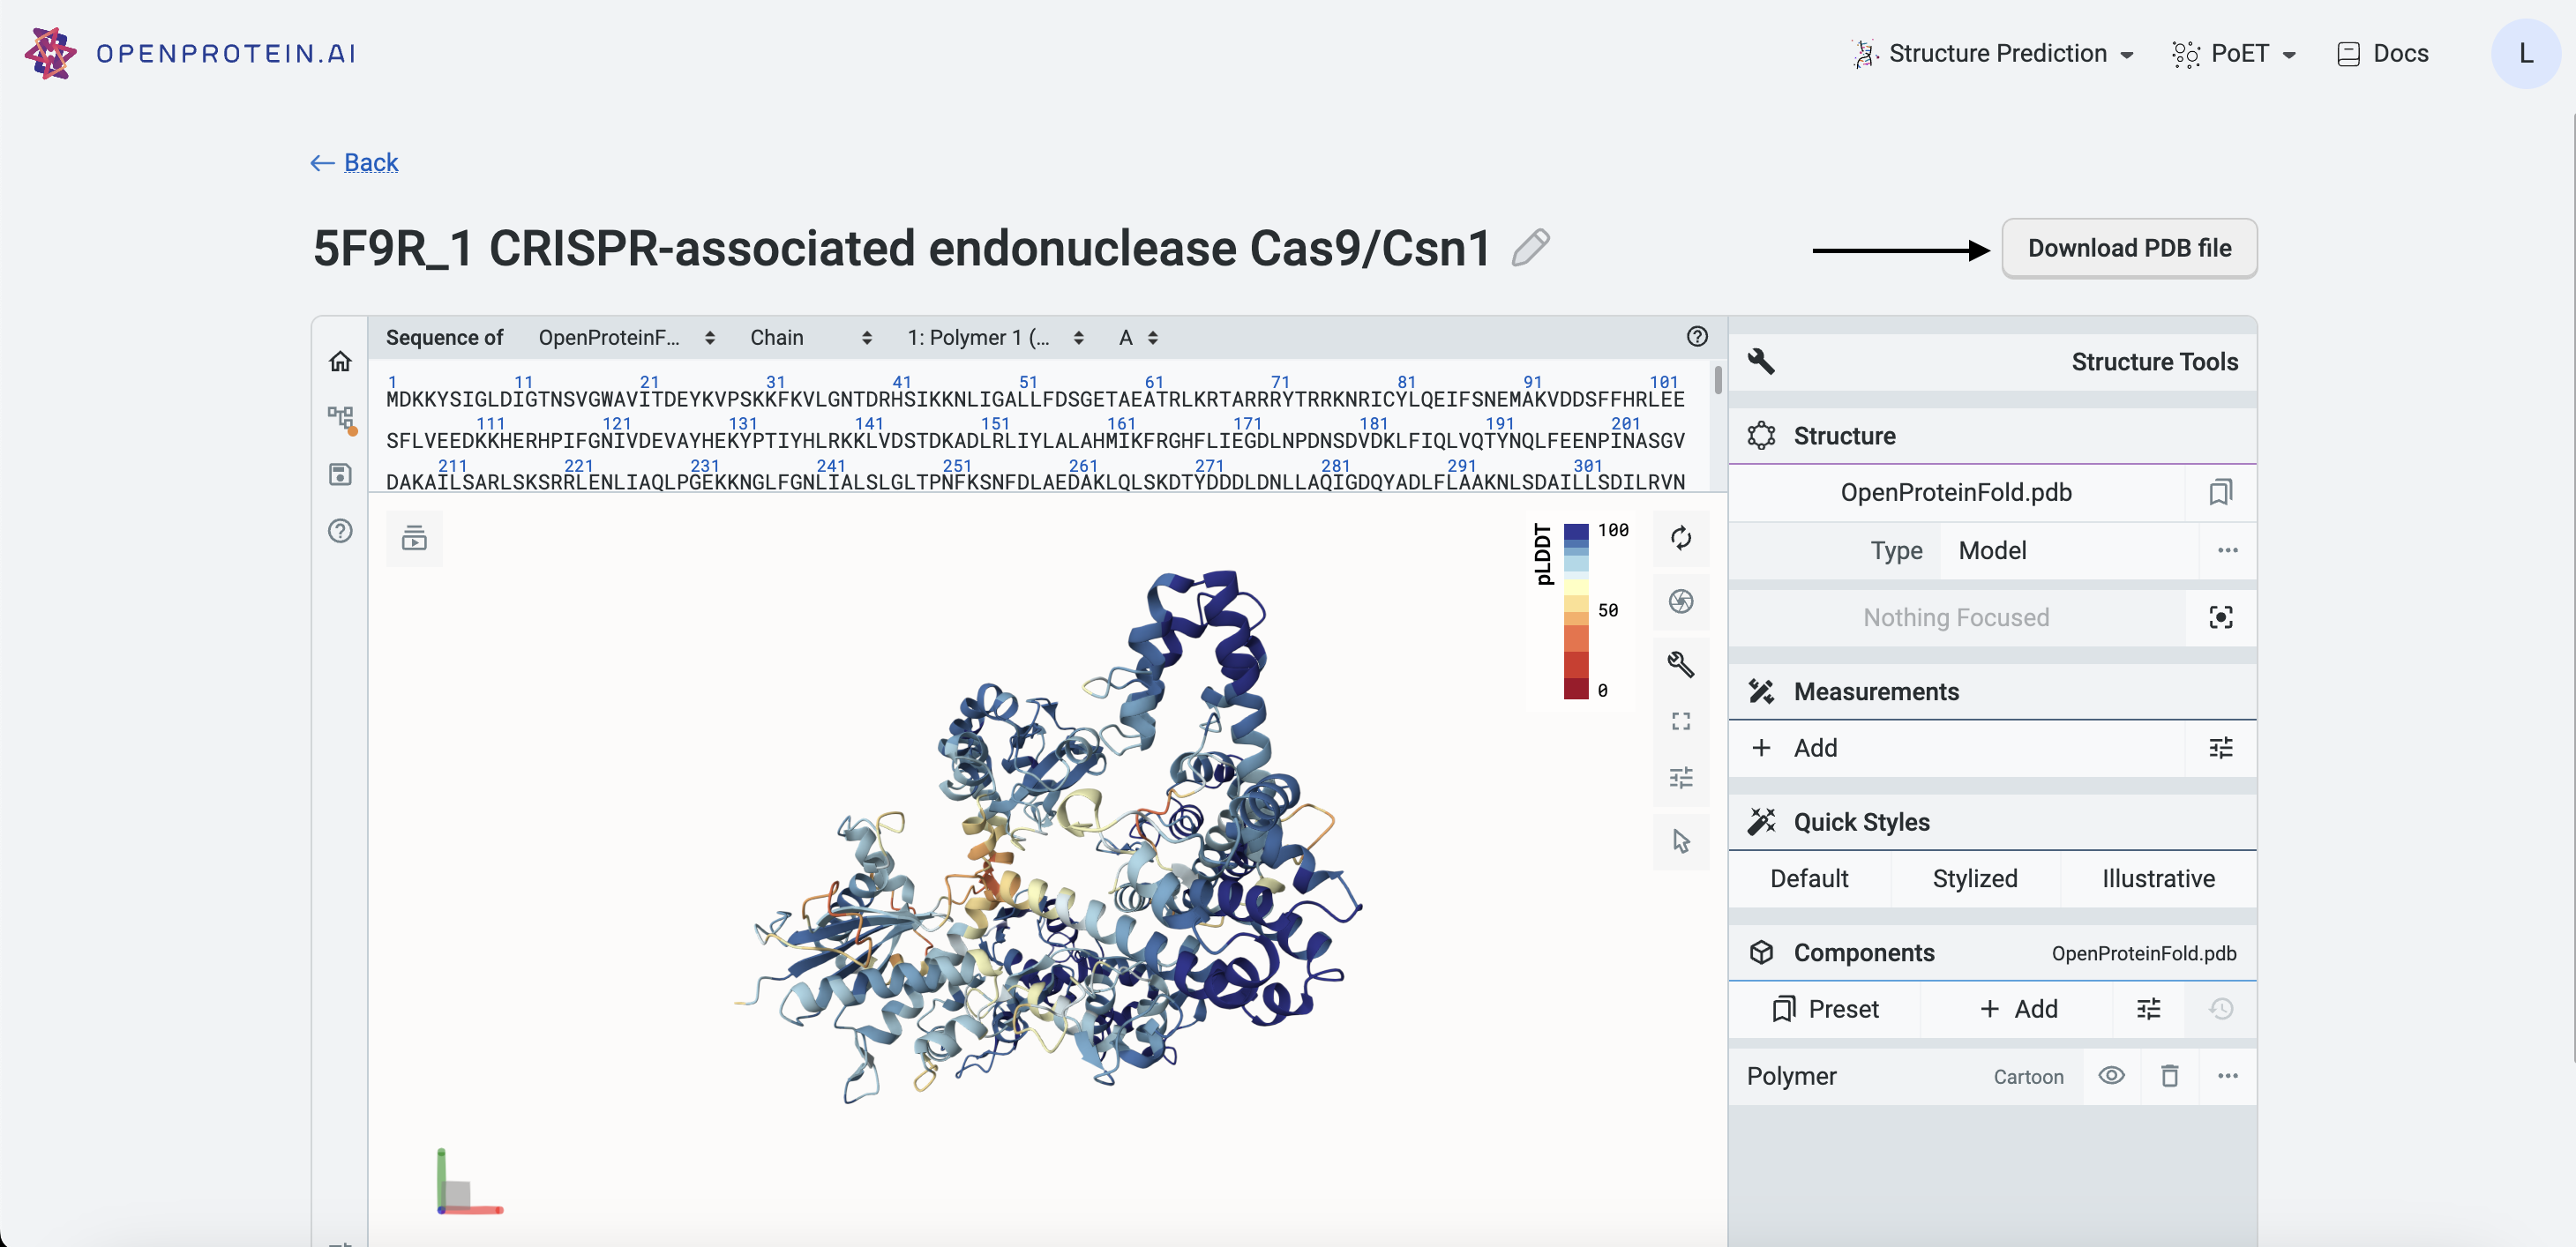 OPENPROTEIN.AI
Structure Prediction
PoET
Docs
L
← Back
5F9R_1 CRISPR-associated endonuclease Cas9/Csn1
Download PDB file
Sequence of
OpenProteinF...
Chain
1: Polymer 1 (...
A
1 11 21 31 41 51 61 71 81 91 101
MDKKYSIGLDIGTNSVGWAVITDEYKVPSKKFKVLGNTDRHSIKKNLIGALLFDSGETAEATRLKRTARRRYTRRKNRICYLQEIFSNEMAKVDDSFFHRLEE
111 121 131 141 151 161 171 181 191 201
SFLVEEDKKHERHPIFGNIVDEVAYHEKYPTIYHLRKKLVDSTDKADLRLIYLALAHMIKFRGHFLIEGDLNPDNSDVDKLFIQLVQTYNQLFEENPINASGV
211 221 231 241 251 261 271 281 291 301
DAKAILSARLSKSRRLENLIAQLPGEKKNGLFGNLIALSLGLTPNFKSNFDLAEDAKLQLSKDTYDDDLDNLLAQIGDQYADLFLAAKNLSDAILLSDILRVN
pLDDT
100
50
0
Structure Tools
Structure
OpenProteinFold.pdb
Type Model
Nothing Focused
Measurements
+ Add
Quick Styles
Default Stylized Illustrative
Components OpenProteinFold.pdb
Preset + Add
Polymer Cartoon